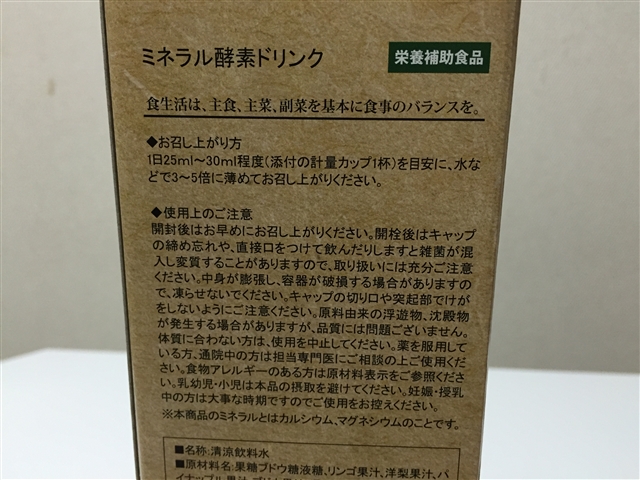 ミネラル酵素ドリンク
栄養補助食品
食生活は、主食、主菜、副菜を基本に食事のバランスを。
◆お召し上がり方
1日25ml～30ml程度(添付の計量カップ1杯)を目安に、水な
どで3～5倍に薄めてお召し上がりください。
◆使用上のご注意
開封後はお早めにお召し上がりください。開栓後はキャップ
の締め忘れや、直接口をつけて飲んだりしますと雑菌が混
入し変質することがありますので、取り扱いには充分ご注意
ください。中身が膨張し、容器が破損する場合がありますの
で、凍らせないでください。キャップの切り口や突起部でけが
をしないようにご注意ください。原料由来の浮遊物、沈殿物
が発生する場合がありますが、品質には問題ございません。
体質に合わない方は、使用を中止してください。薬を服用して
いる方、通院中の方は担当専門医にご相談の上ご使用くだ
さい。食物アレルギーのある方は原材料表示をご参照くださ
い。乳幼児・小児は本品の摂取を避けてください。妊娠・授乳
中の方は大事な時期ですのでご使用をお控えください。
※本商品のミネラルとはカルシウム、マグネシウムのことです。
■名称:清涼飲料水
■原材料名:果糖ブドウ糖液糖、リンゴ果汁、洋梨果汁、パ
イナップル果汁、